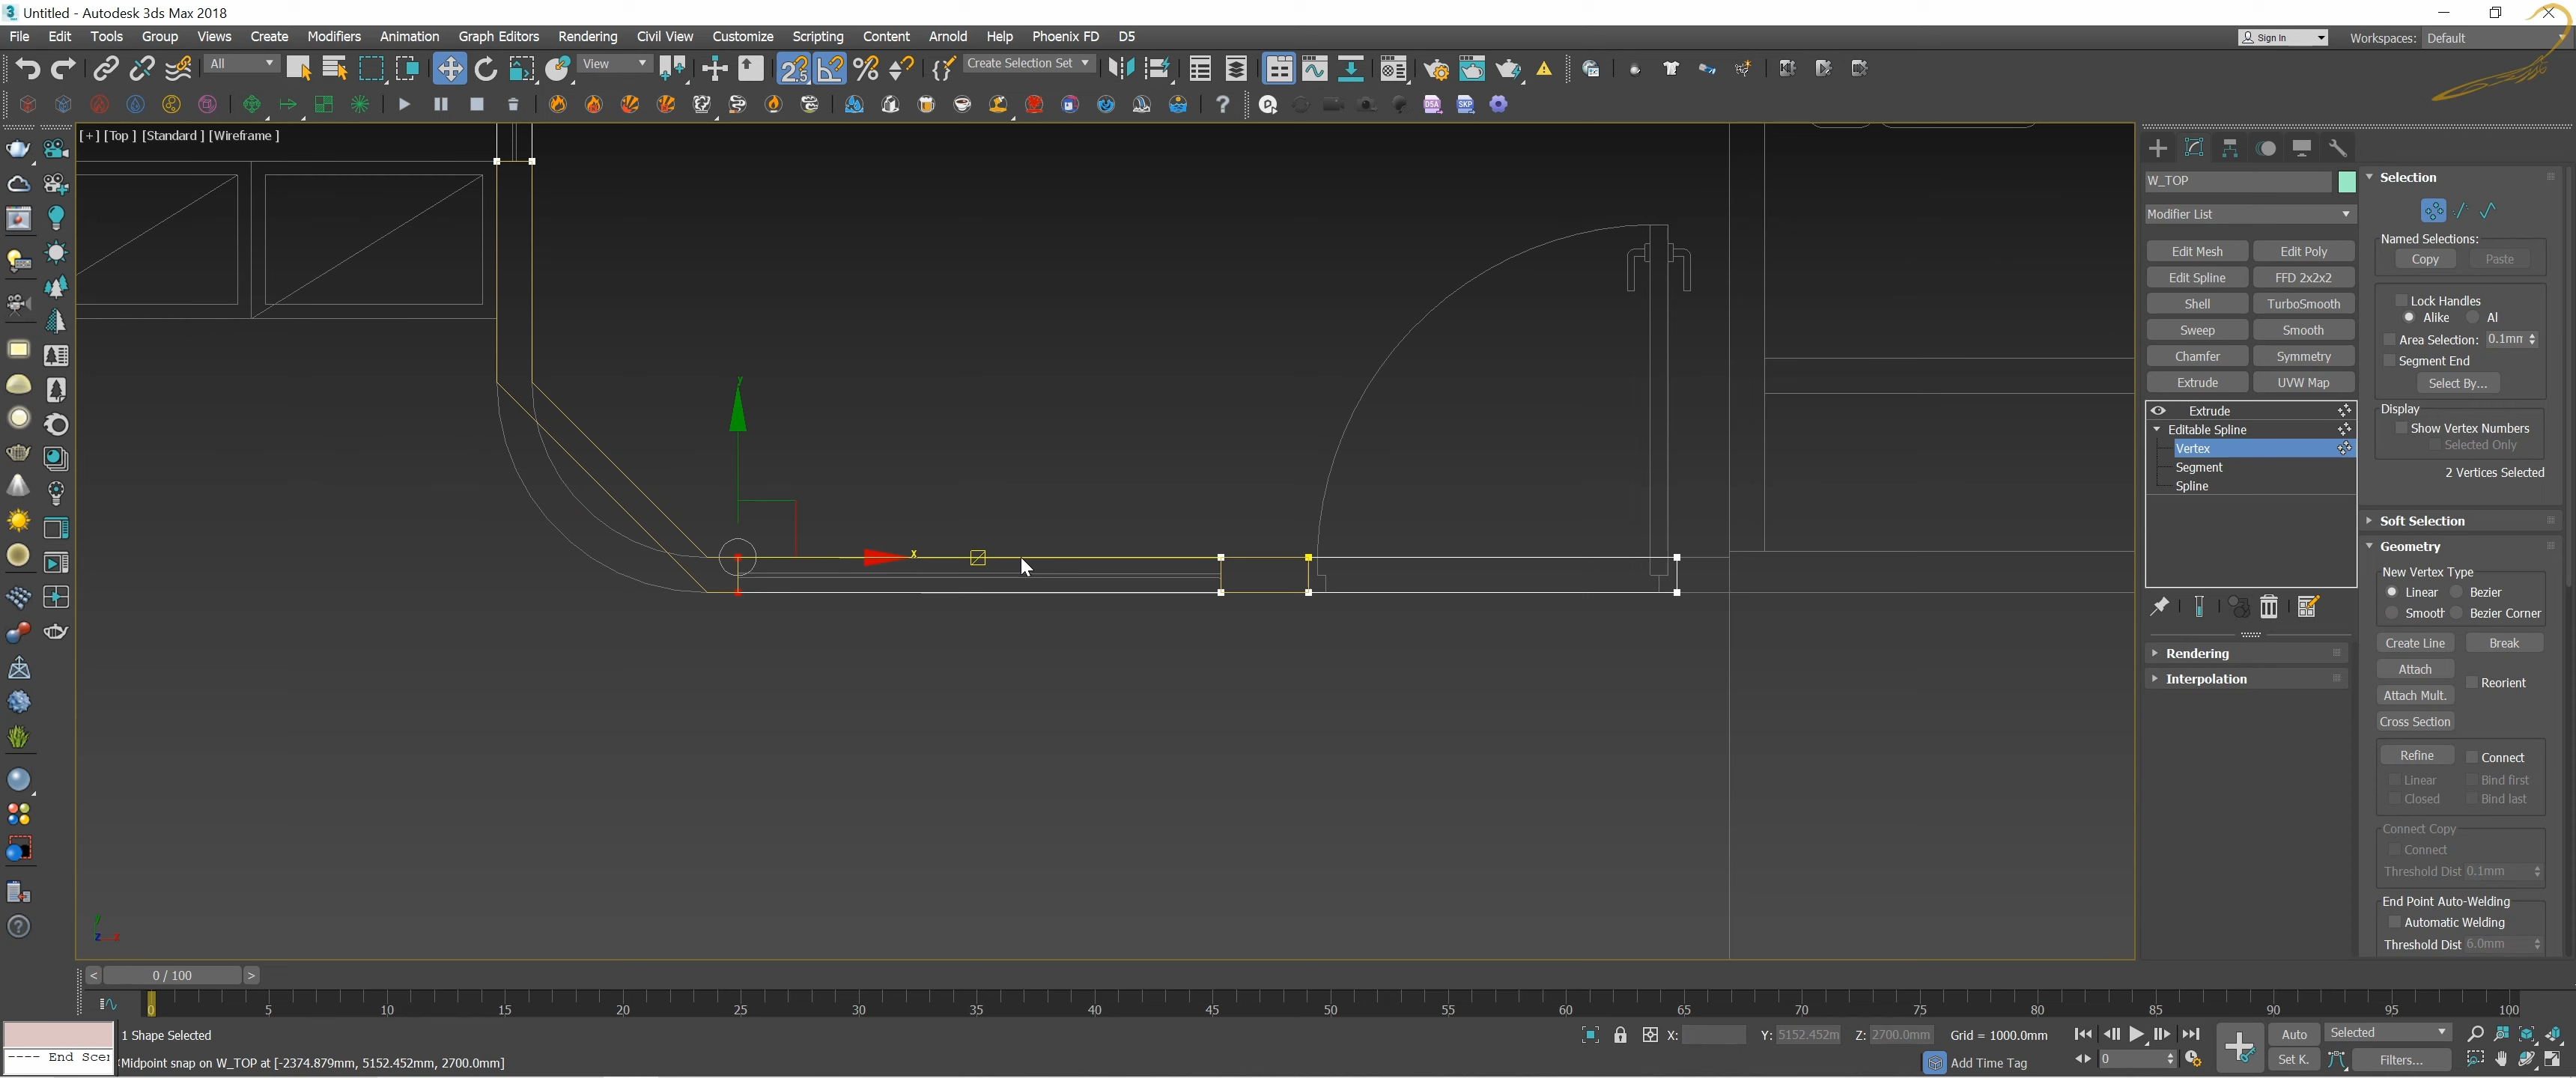 Untitled - Autodesk 3ds Max 2018
File Edit Tools Group Views Create Modifiers Animation Graph Editors Rendering Civil View Customize Scripting Content Arnold Help Phoenix FD D5
Sign In Workspaces: Default
All View Create Selection Set
[+] [Top ] [Standard ] [Wireframe ]
y
x
W_TOP
Modifier List
Edit Mesh Edit Poly
Edit Spline FFD 2x2x2
Shell TurboSmooth
Sweep Smooth
Chamfer Symmetry
Extrude UVW Map
Extrude
Editable Spline
Vertex
Segment
Spline
Rendering
Interpolation
Selection
Named Selections:
Copy Paste
Lock Handles
Alike Al
Area Selection: 0.1mm
Segment End
Select By...
Display
Show Vertex Numbers
Selected Only
2 Vertices Selected
Soft Selection
Geometry
New Vertex Type
Linear Bezier
Smooth Bezier Corner
Create Line Break
Attach
Reorient
Attach Mult.
Cross Section
Refine Connect
Linear Bind first
Closed Bind last
Connect Copy
Connect
Threshold Dist 0.1mm
End Point Auto-Welding
Automatic Welding
Threshold Dist 6.0mm
< 0 / 100 >
0 5 10 15 20 25 30 35 40 45 50 55 60 65 70 75 80 85 90 95 100
1 Shape Selected
X: Y: 5152.452m Z: 2700.0mm Grid = 1000.0mm
Auto Selected
---- End Scer
Midpoint snap on W_TOP at [-2374.879mm, 5152.452mm, 2700.0mm]
Add Time Tag
0
Set K. Filters...